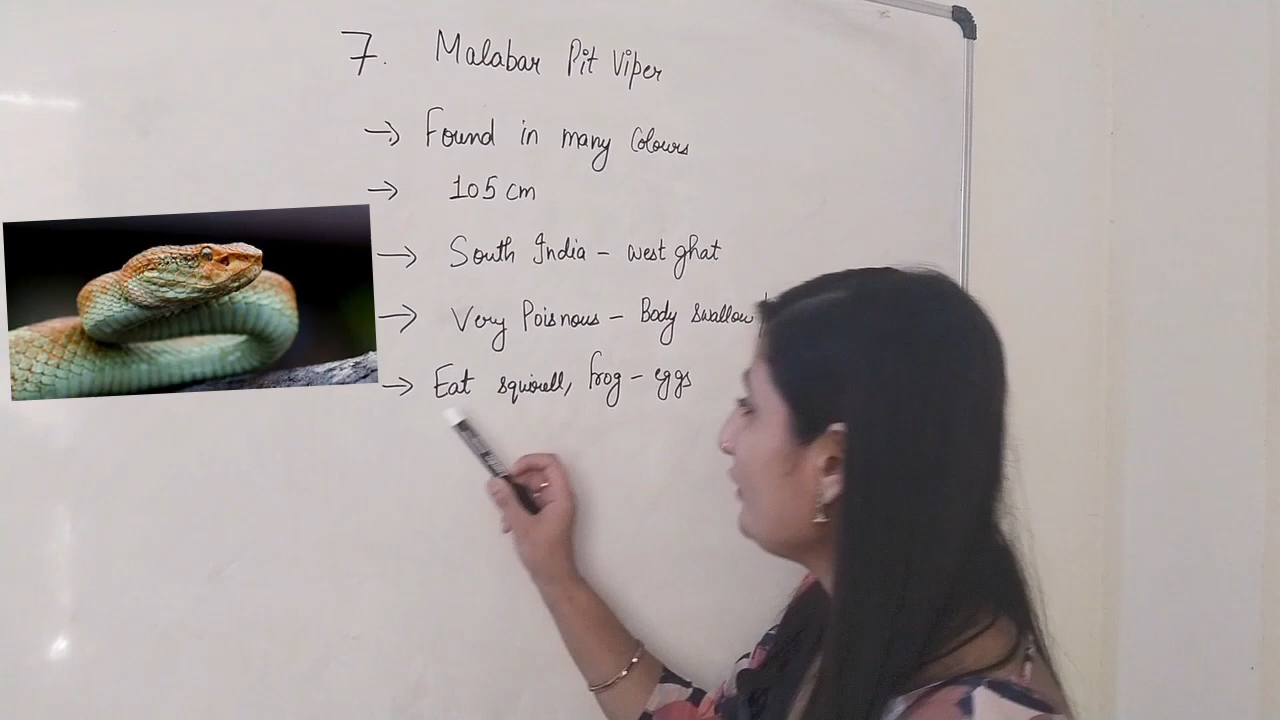 7. Malabar Pit Viper
→ Found in many Colours
→ 105 cm
→ South India – west ghat
→ Very Poisnous – Body swallow
→ Eat squirell, frog – eggs